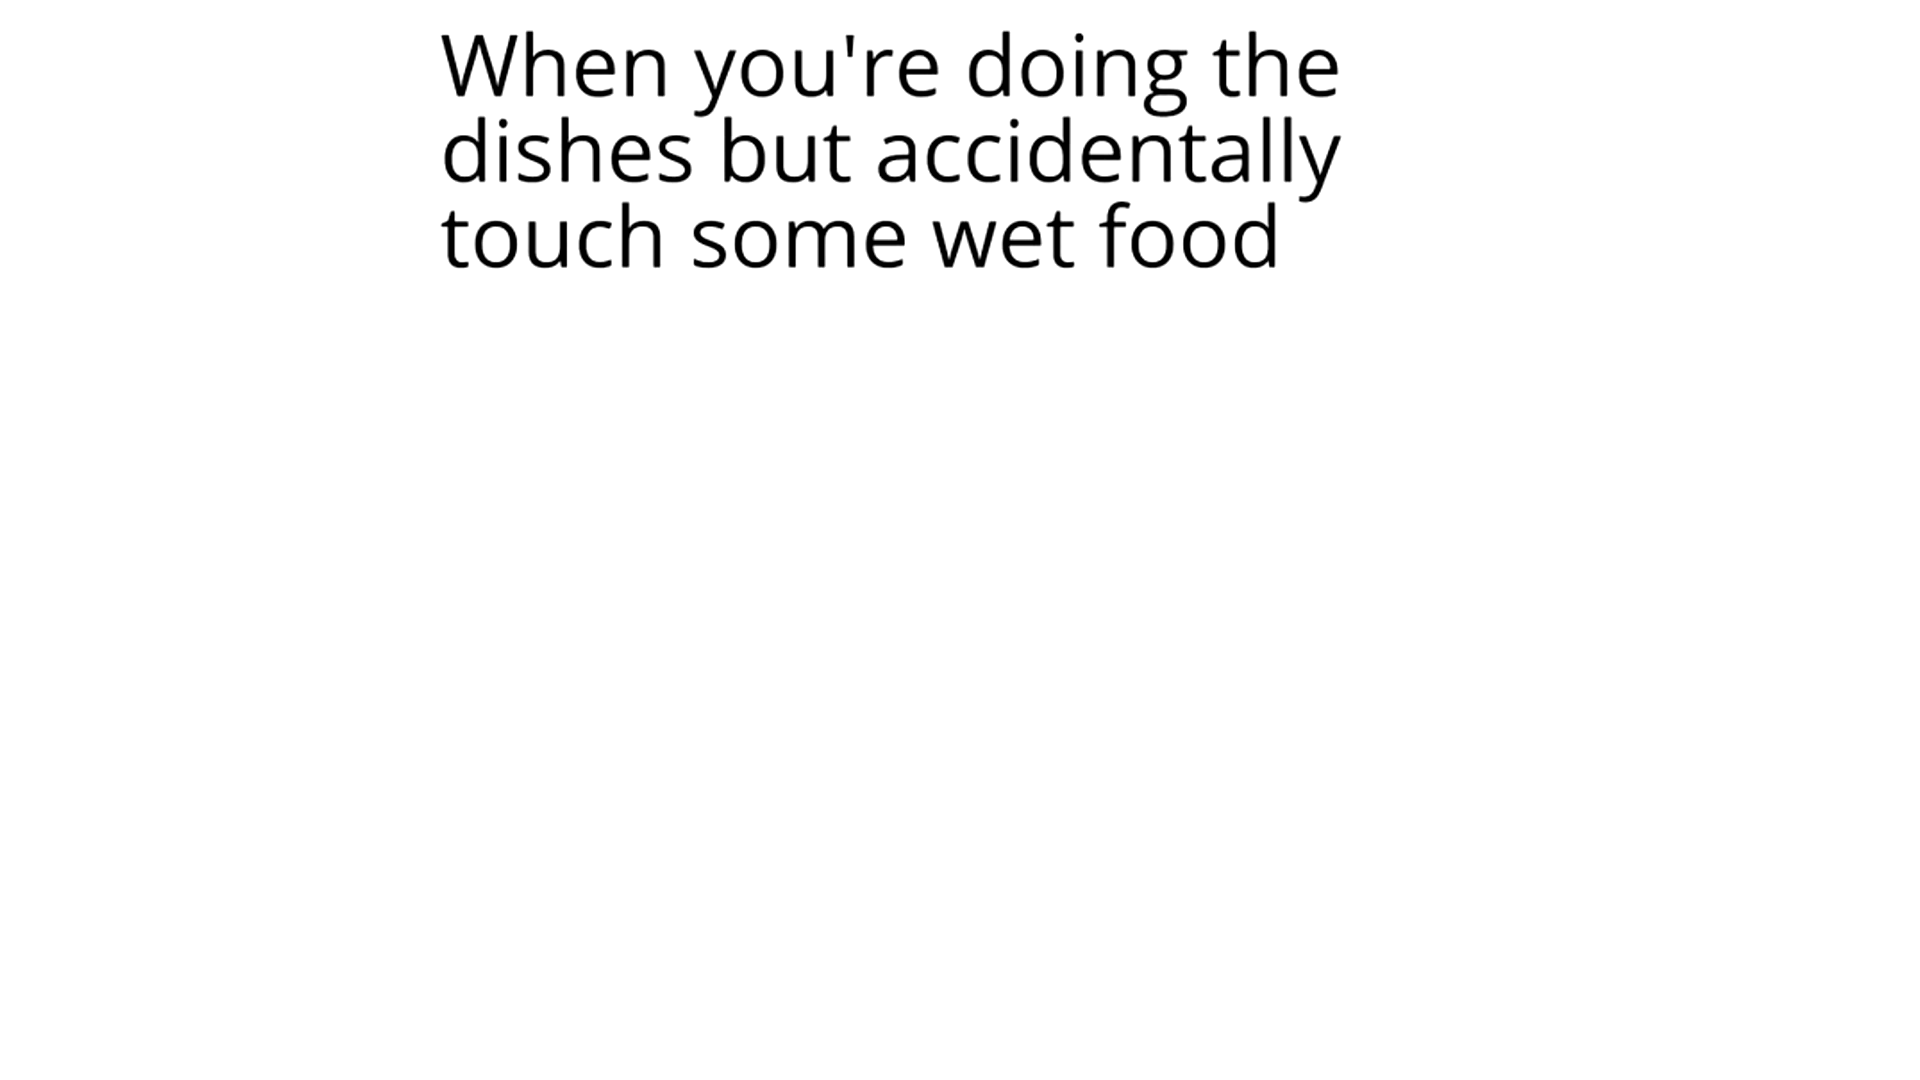 When you're doing the
dishes but accidentally
touch some wet food